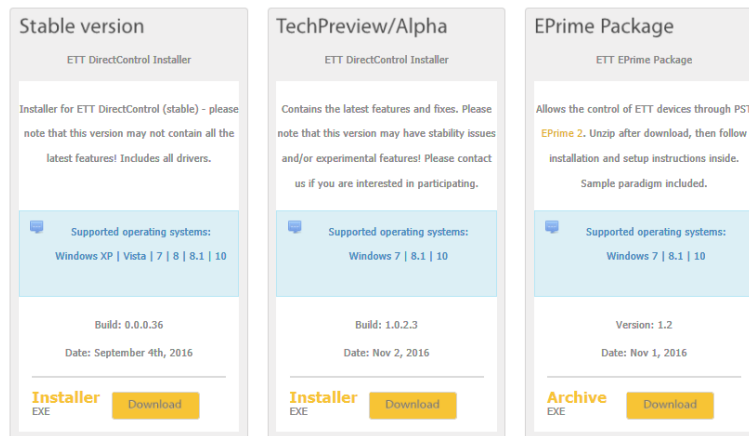 Stable version
ETT DirectControl Installer
Installer for ETT DirectControl (stable) - please
note that this version may not contain all the
latest features! Includes all drivers.
Supported operating systems:
Windows XP | Vista | 7 | 8 | 8.1 | 10
Build: 0.0.0.36
Date: September 4th, 2016
Installer
EXE
Download
TechPreview/Alpha
ETT DirectControl Installer
Contains the latest features and fixes. Please
note that this version may have stability issues
and/or experimental features! Please contact
us if you are interested in participating.
Supported operating systems:
Windows 7 | 8.1 | 10
Build: 1.0.2.3
Date: Nov 2, 2016
Installer
EXE
Download
EPrime Package
ETT EPrime Package
Allows the control of ETT devices through PST
EPrime 2. Unzip after download, then follow
installation and setup instructions inside.
Sample paradigm included.
Supported operating systems:
Windows 7 | 8.1 | 10
Version: 1.2
Date: Nov 1, 2016
Archive
EXE
Download